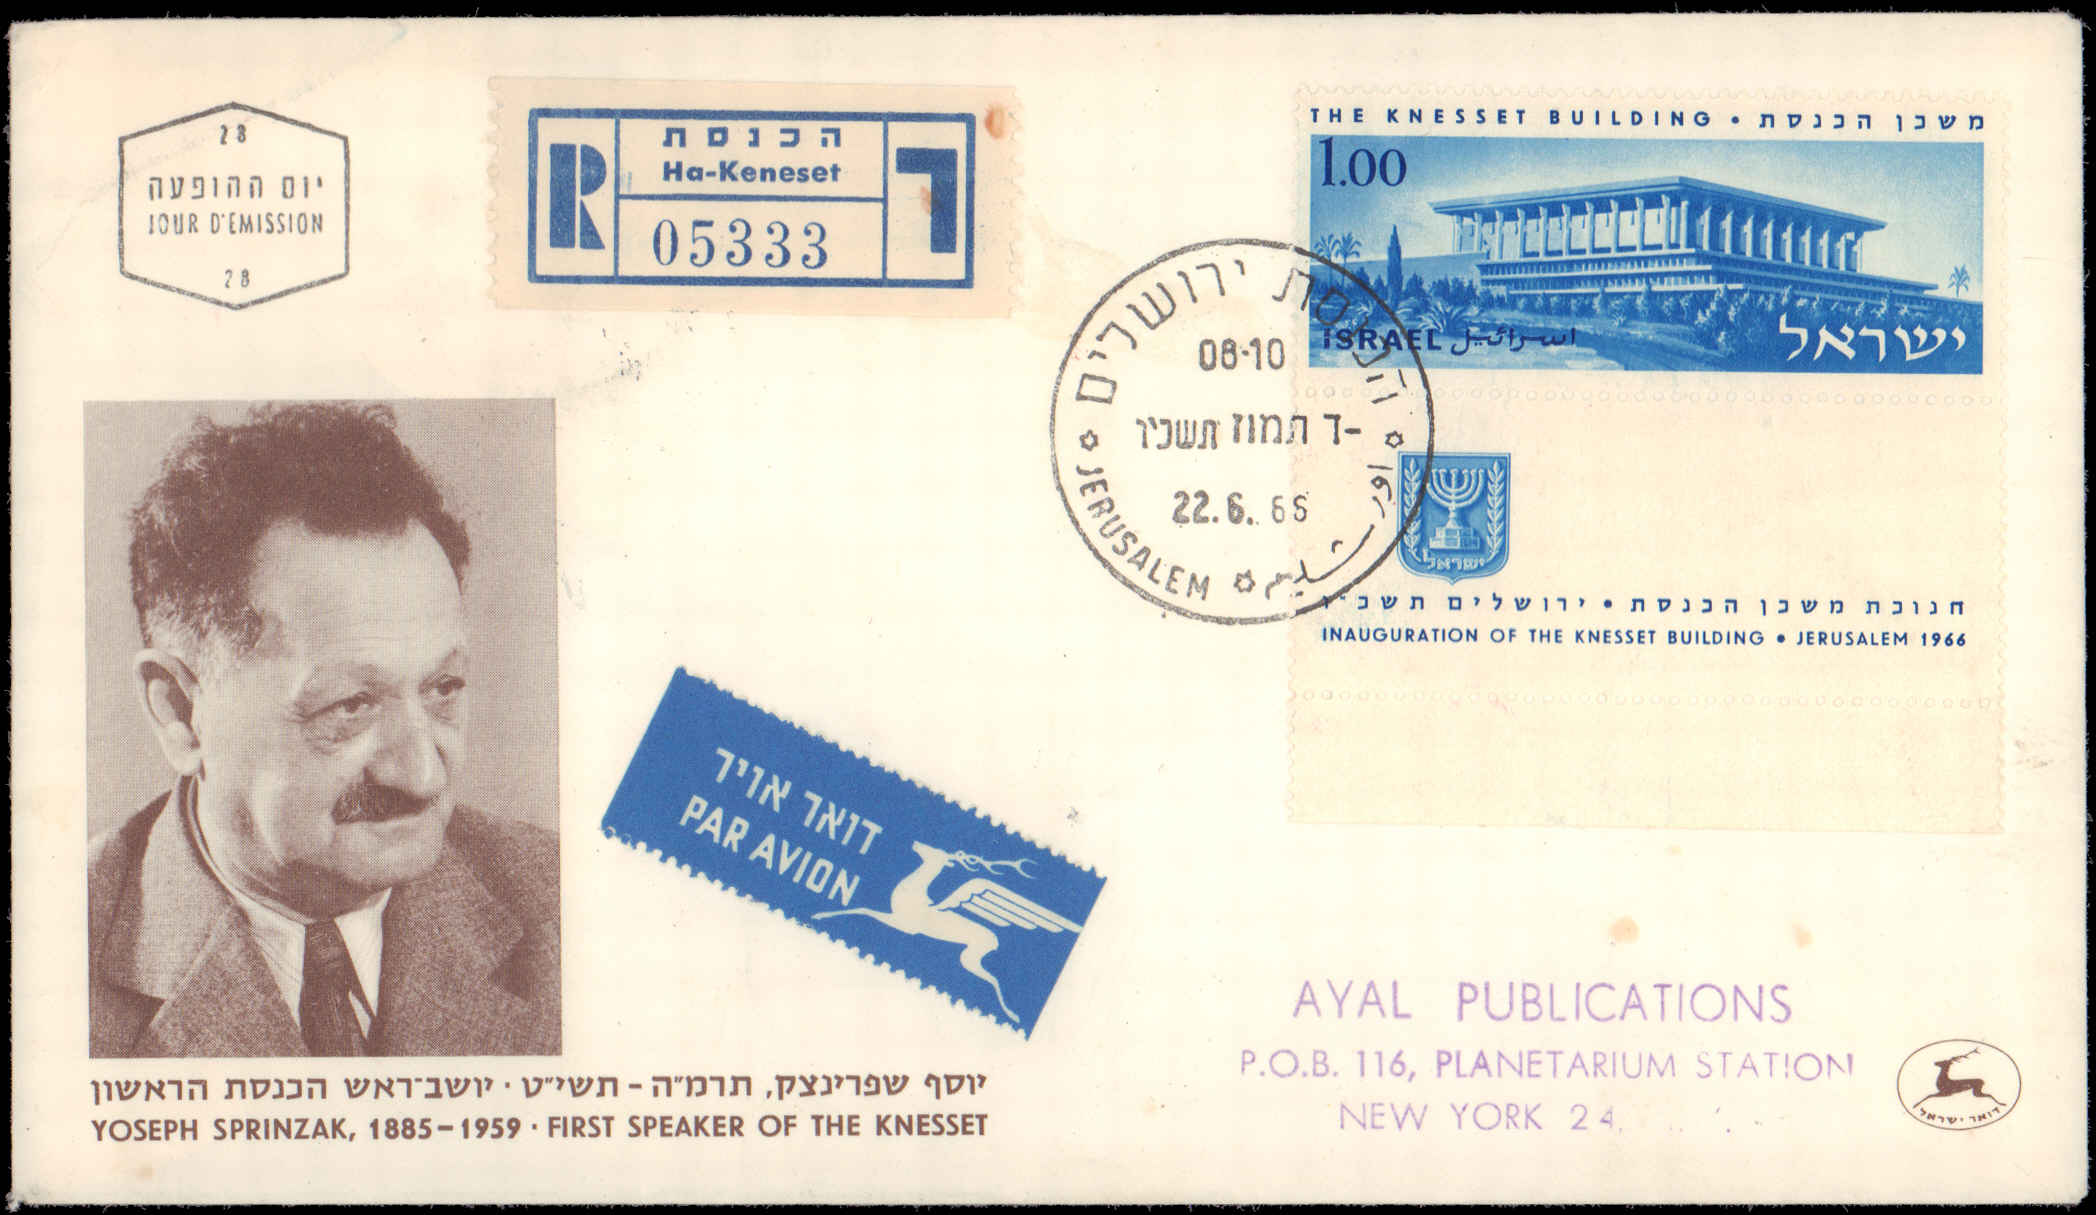 28
יום ההופעה
JOUR D'EMISSION
28
R
הכנסת
Ha-Keneset
ר
05333
THE KNESSET BUILDING • משכן הכנסת
1.00
ISRAEL اسرائيل ישראל
הכנסת ירושלים
08-10
-ד תמוז תשכ"ו
22.6.66
JERUSALEM
ישראל
חנוכת משכן הכנסת • ירושלים תשכ"ו
INAUGURATION OF THE KNESSET BUILDING • JERUSALEM 1966
דואר אויר
PAR AVION
יוסף שפרינצק, תרמ"ה - תשי"ט · יושב־ראש הכנסת הראשון
YOSEPH SPRINZAK, 1885-1959 · FIRST SPEAKER OF THE KNESSET
AYAL PUBLICATIONS
P.O.B. 116, PLANETARIUM STATION
NEW YORK 24,
דואר ישראל